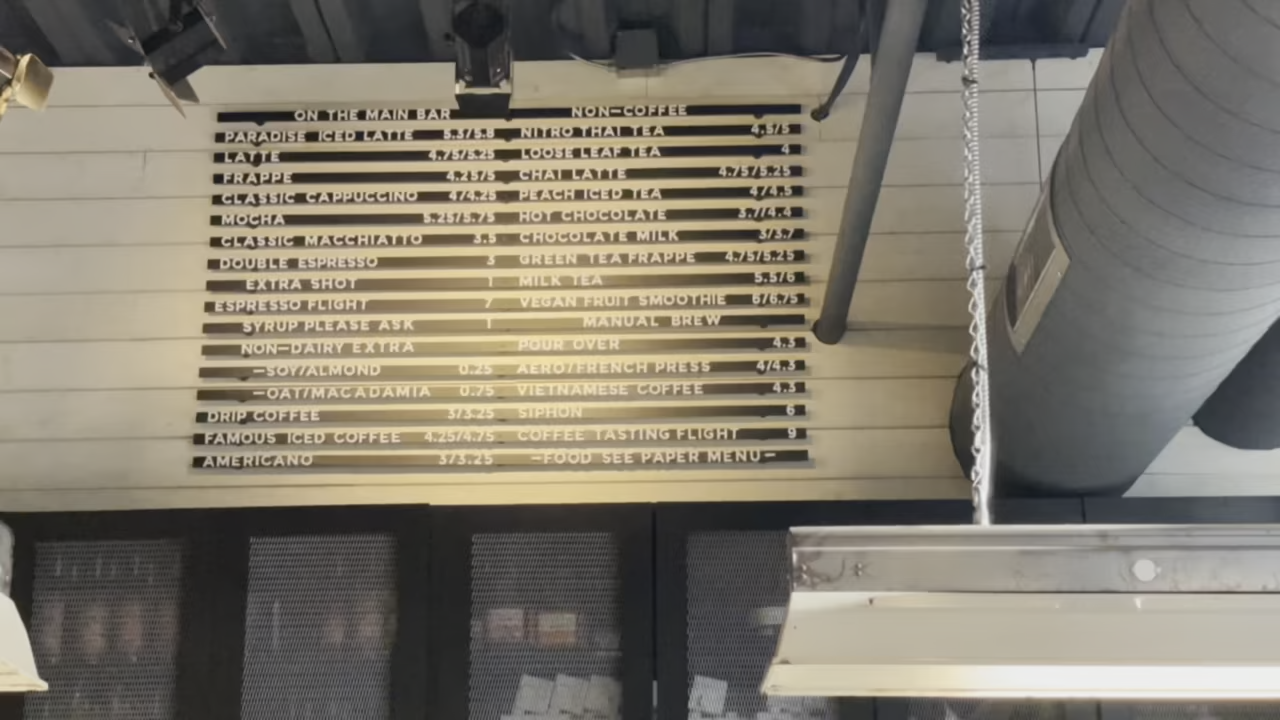 ON THE MAIN BAR
PARADISE ICED LATTE 5.3/5.8
LATTE 4.75/5.25
FRAPPE 4.25/5
CLASSIC CAPPUCCINO 4/4.25
MOCHA 5.25/5.75
CLASSIC MACCHIATTO 3.5
DOUBLE ESPRESSO 3
EXTRA SHOT 1
ESPRESSO FLIGHT 7
SYRUP PLEASE ASK 1
NON-DAIRY EXTRA
-SOY/ALMOND 0.25
-OAT/MACADAMIA 0.75
DRIP COFFEE 3/3.25
FAMOUS ICED COFFEE 4.25/4.75
AMERICANO 3/3.25
NON-COFFEE
NITRO THAI TEA 4.5/5
LOOSE LEAF TEA 4
CHAI LATTE 4.75/5.25
PEACH ICED TEA 4/4.5
HOT CHOCOLATE 3.7/4.4
CHOCOLATE MILK 3/3.7
GREEN TEA FRAPPE 4.75/5.25
MILK TEA 5.5/6
VEGAN FRUIT SMOOTHIE 6/6.75
MANUAL BREW
POUR OVER 4.3
AERO/FRENCH PRESS 4/4.3
VIETNAMESE COFFEE 4.3
SIPHON 6
COFFEE TASTING FLIGHT 9
-FOOD SEE PAPER MENU-